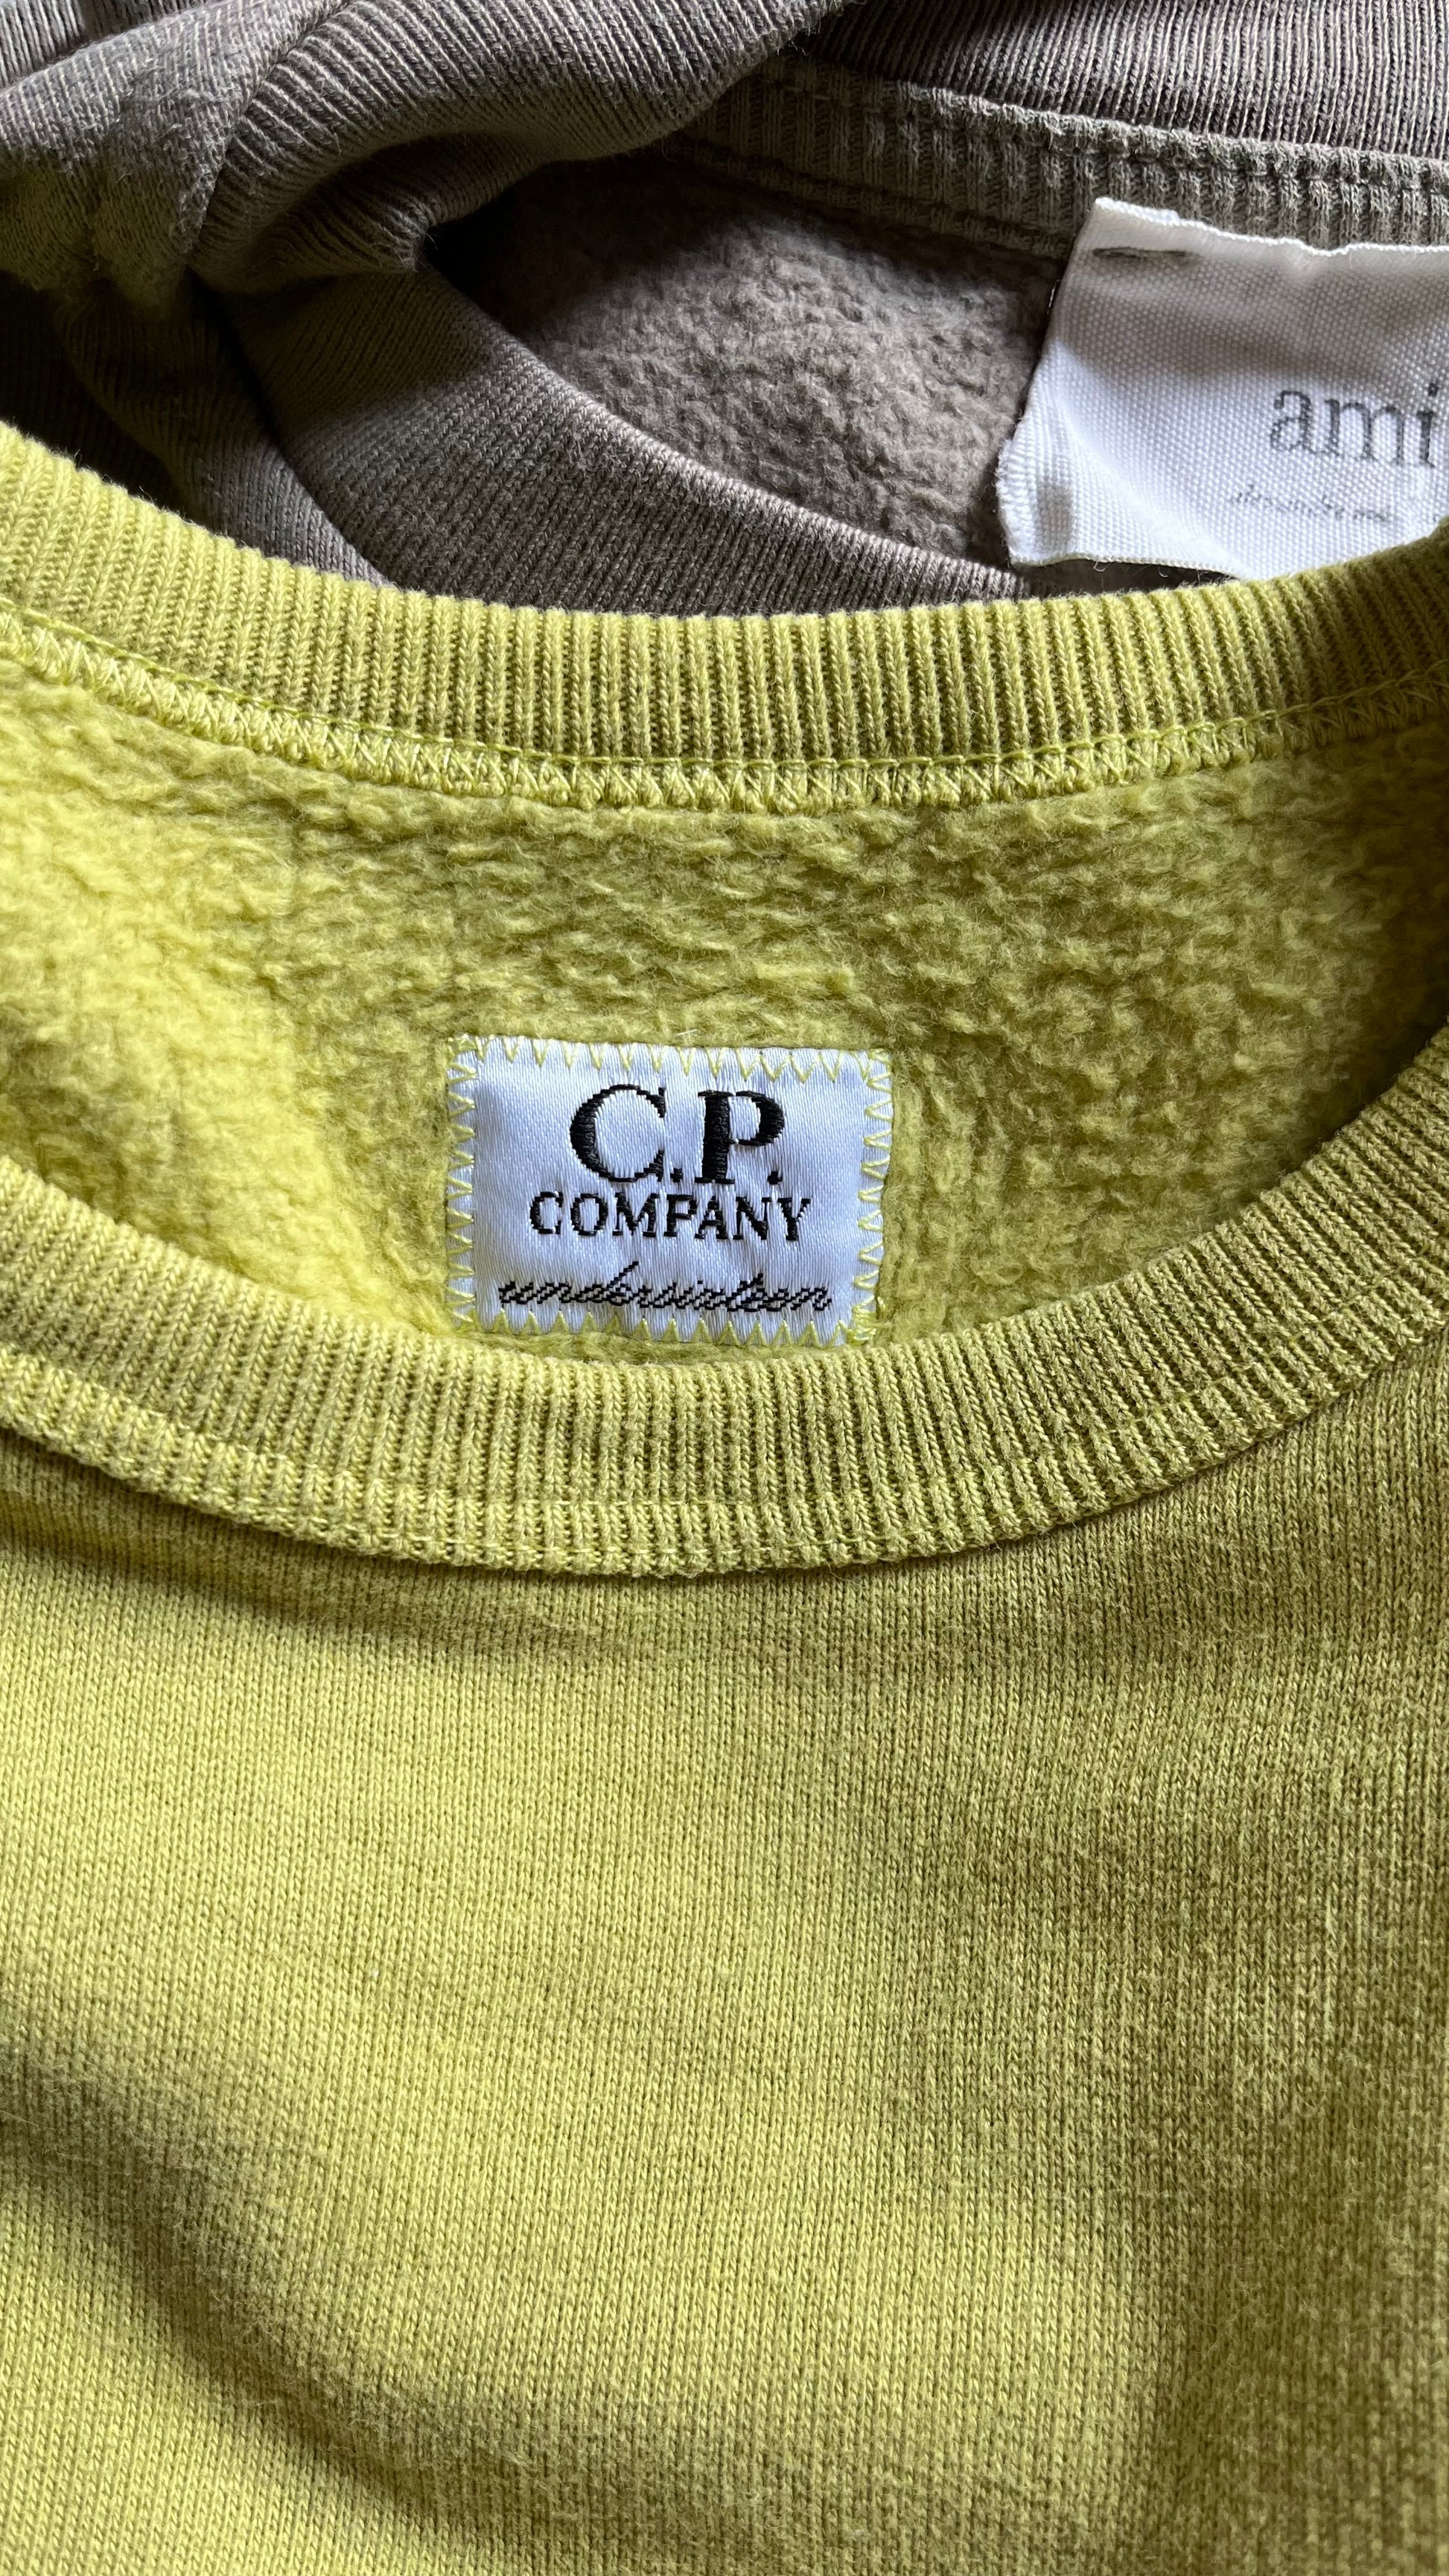 ami
C.P.
COMPANY
undersixteen